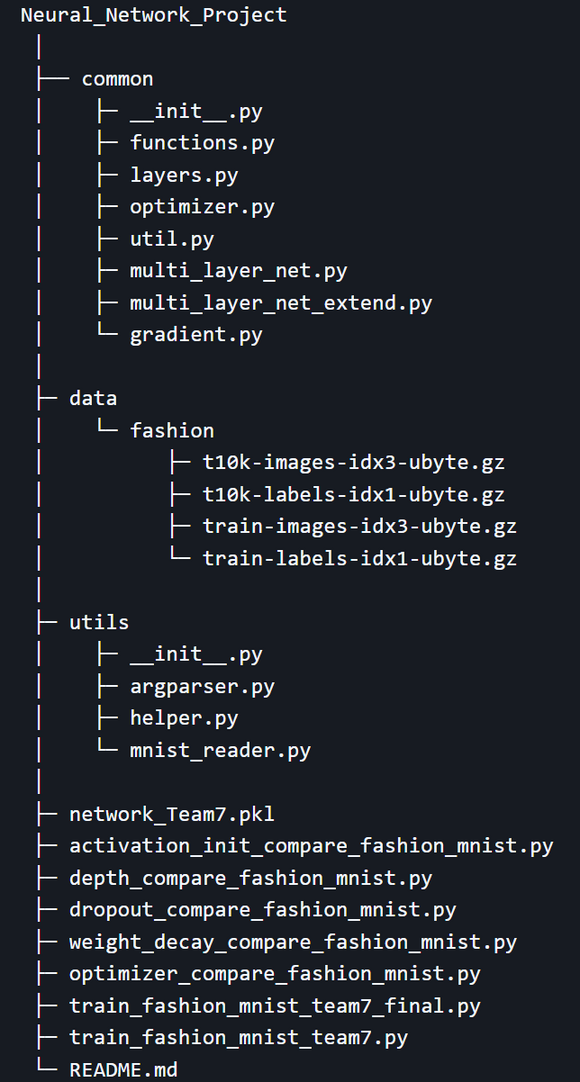 Neural_Network_Project
│
├── common
│    ├─ __init__.py
│    ├─ functions.py
│    ├─ layers.py
│    ├─ optimizer.py
│    ├─ util.py
│    ├─ multi_layer_net.py
│    ├─ multi_layer_net_extend.py
│    └─ gradient.py
│
├─ data
│    └─ fashion
│          ├─ t10k-images-idx3-ubyte.gz
│          ├─ t10k-labels-idx1-ubyte.gz
│          ├─ train-images-idx3-ubyte.gz
│          └─ train-labels-idx1-ubyte.gz
│
├─ utils
│    ├─ __init__.py
│    ├─ argparser.py
│    ├─ helper.py
│    └─ mnist_reader.py
│
├─ network_Team7.pkl
├─ activation_init_compare_fashion_mnist.py
├─ depth_compare_fashion_mnist.py
├─ dropout_compare_fashion_mnist.py
├─ weight_decay_compare_fashion_mnist.py
├─ optimizer_compare_fashion_mnist.py
├─ train_fashion_mnist_team7_final.py
├─ train_fashion_mnist_team7.py
└─ README.md